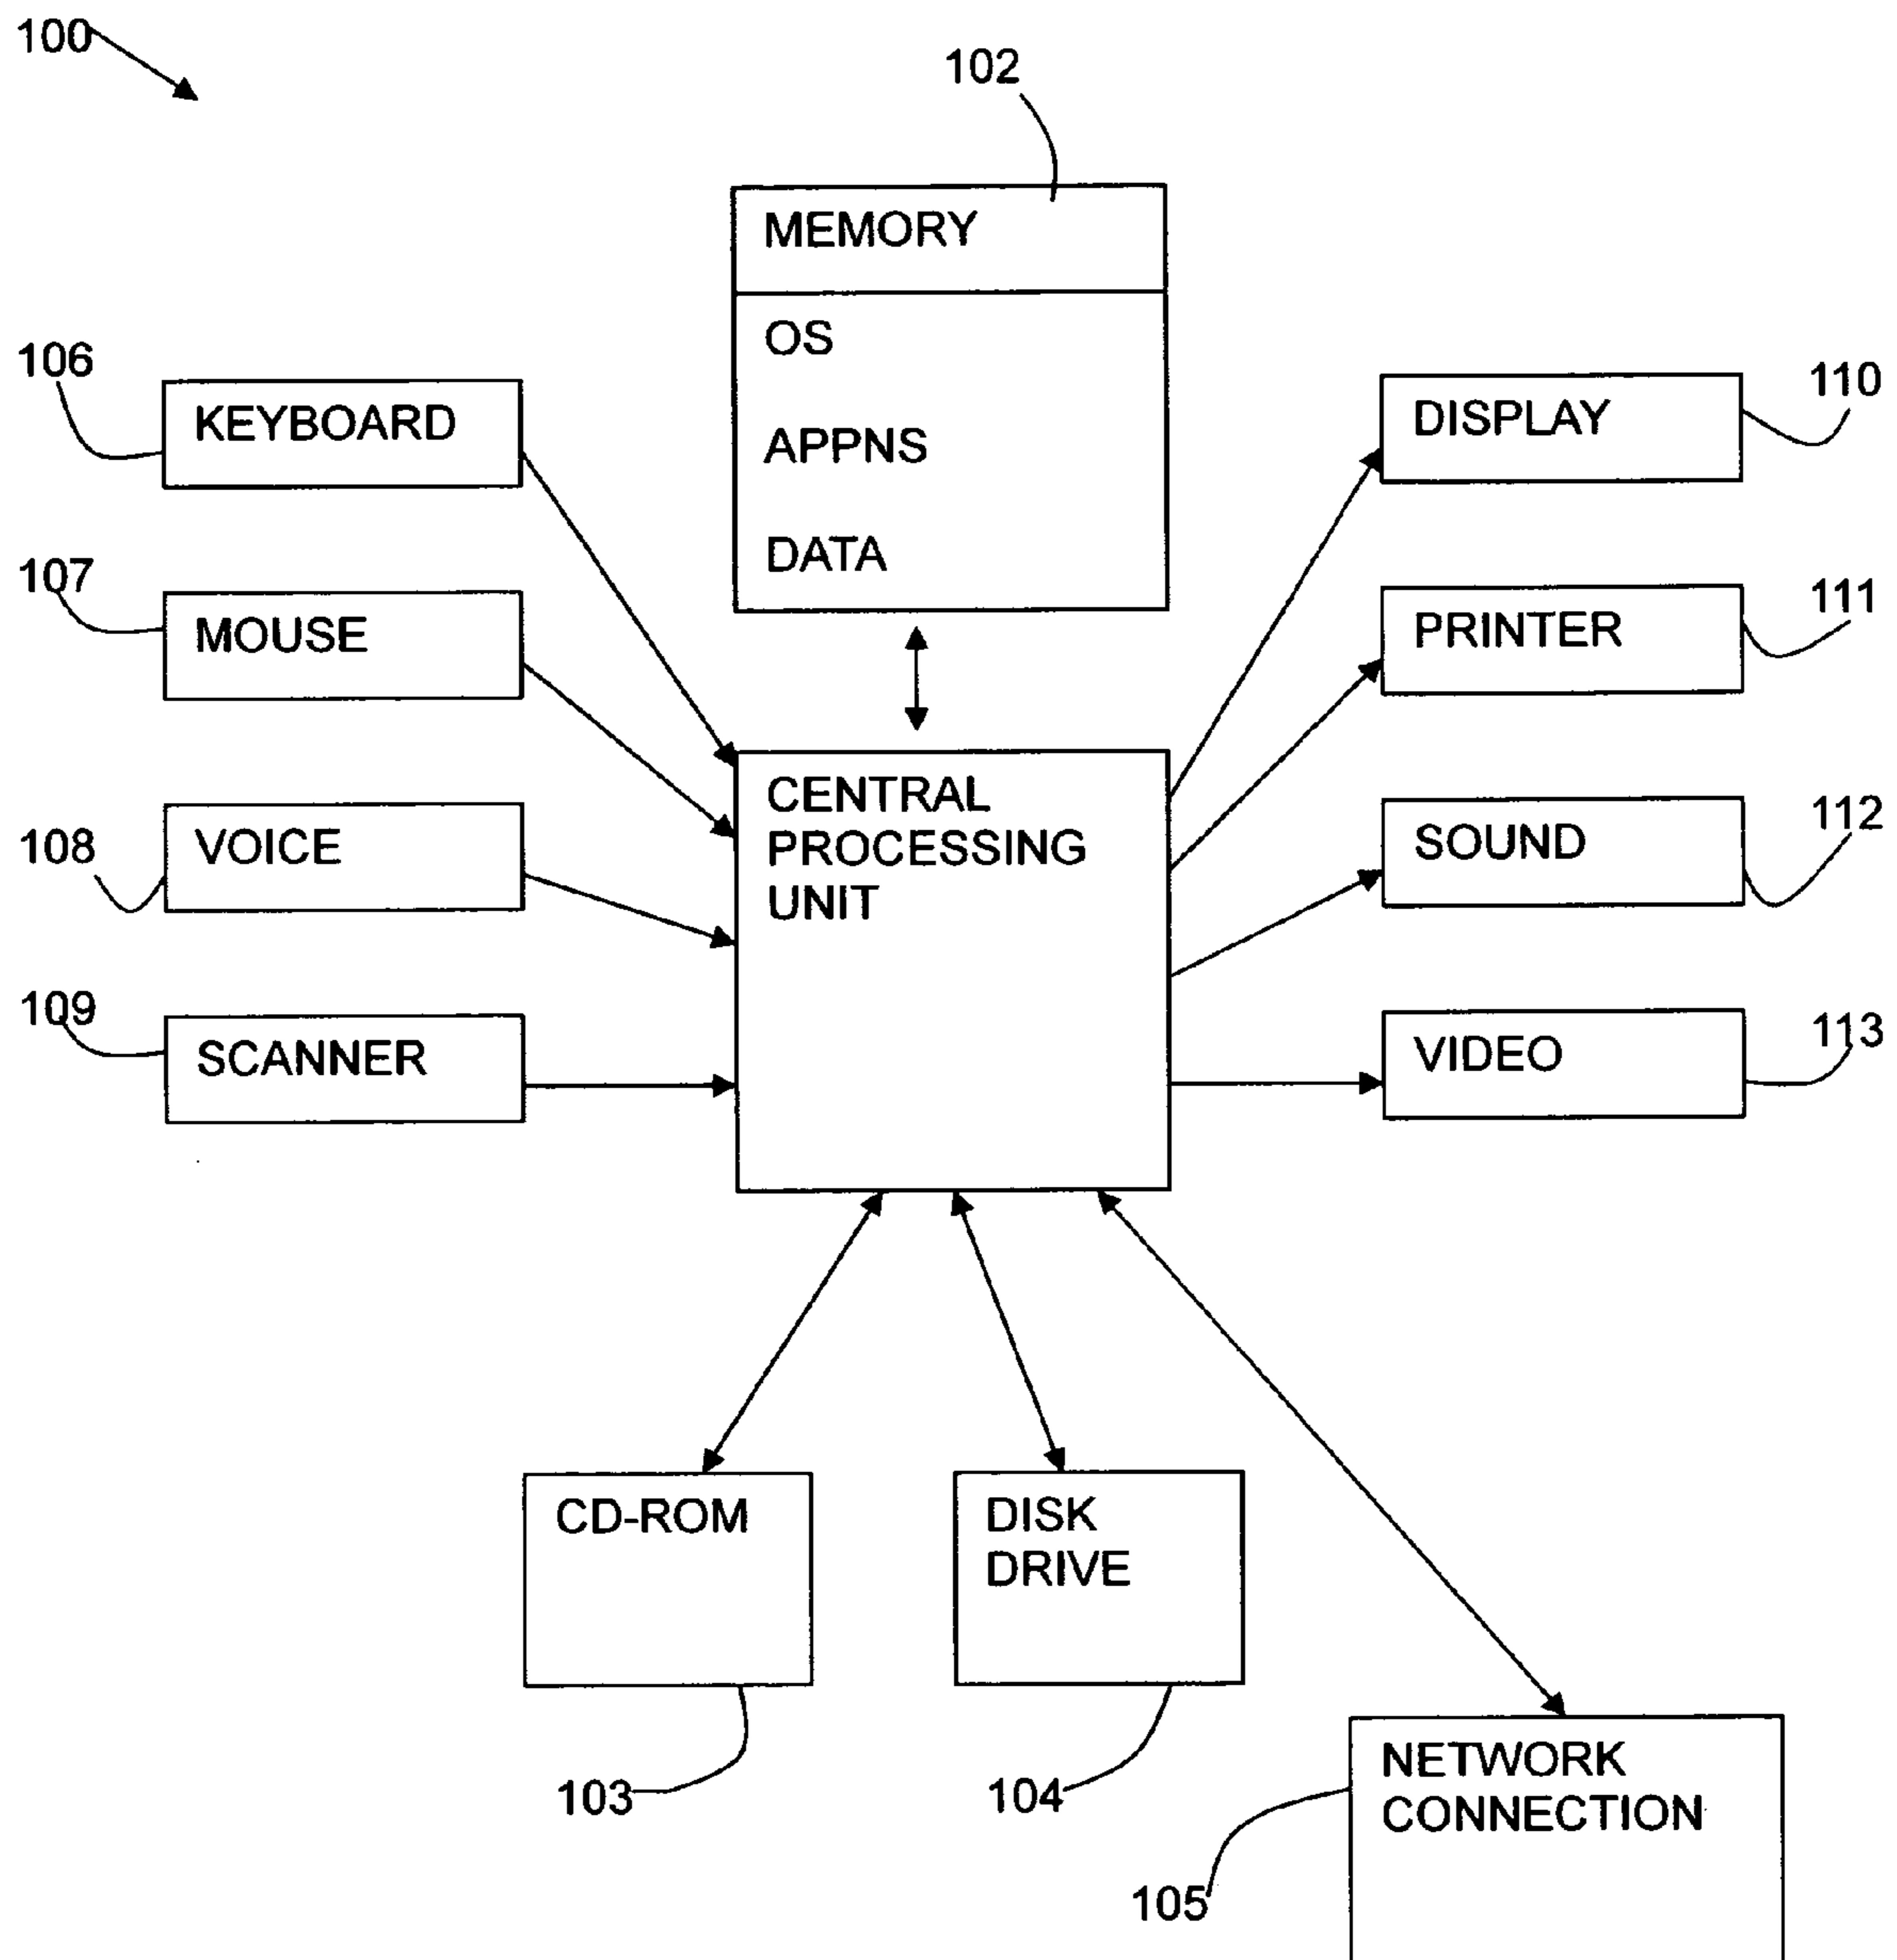 100
102
MEMORY
OS
APPNS
DATA
106
KEYBOARD
107
MOUSE
108
VOICE
109
SCANNER
CENTRAL
PROCESSING
UNIT
DISPLAY
110
PRINTER
111
SOUND
112
VIDEO
113
CD-ROM
103
DISK
DRIVE
104
NETWORK
CONNECTION
105